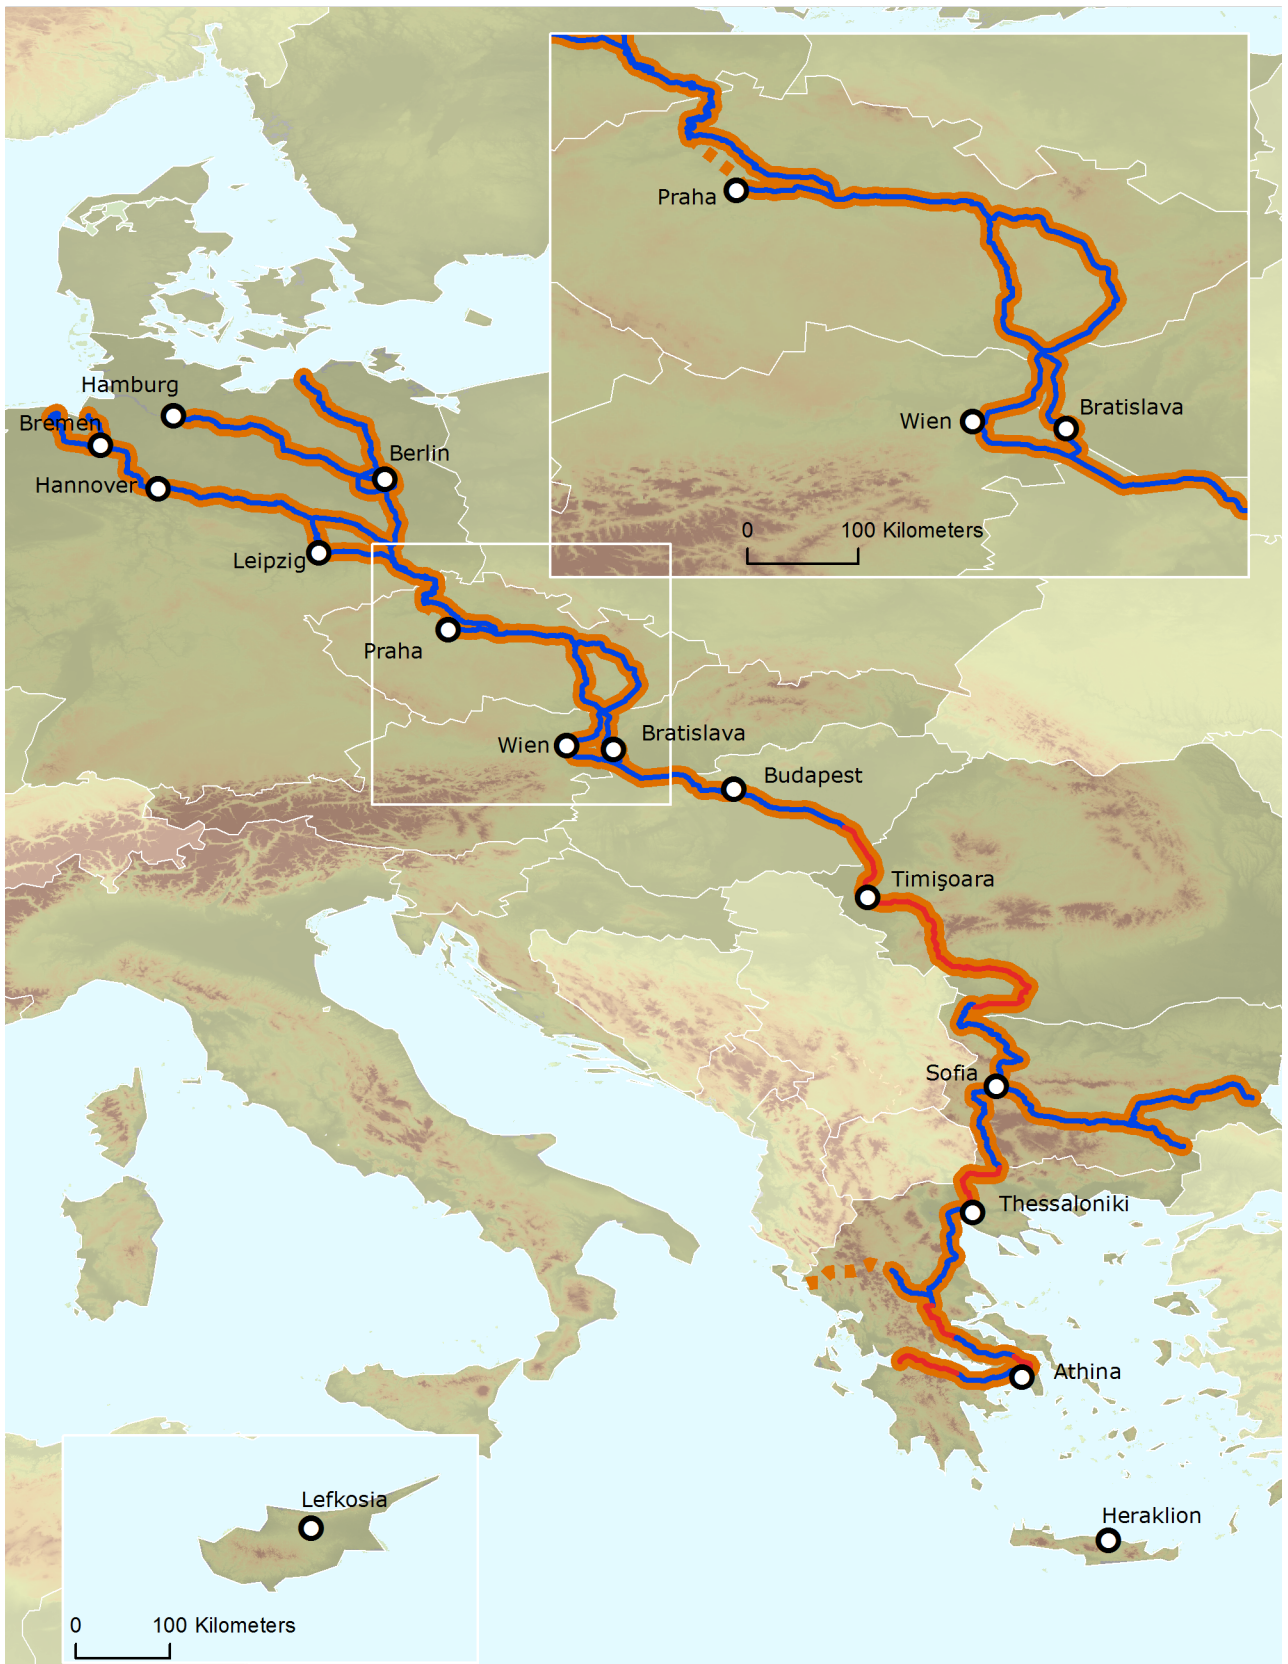 Praha
Wien
Bratislava
0 100 Kilometers
Hamburg
Bremen
Berlin
Hannover
Leipzig
Praha
Wien
Bratislava
Budapest
Timişoara
Sofia
Thessaloniki
Athina
Lefkosia
Heraklion
0 100 Kilometers